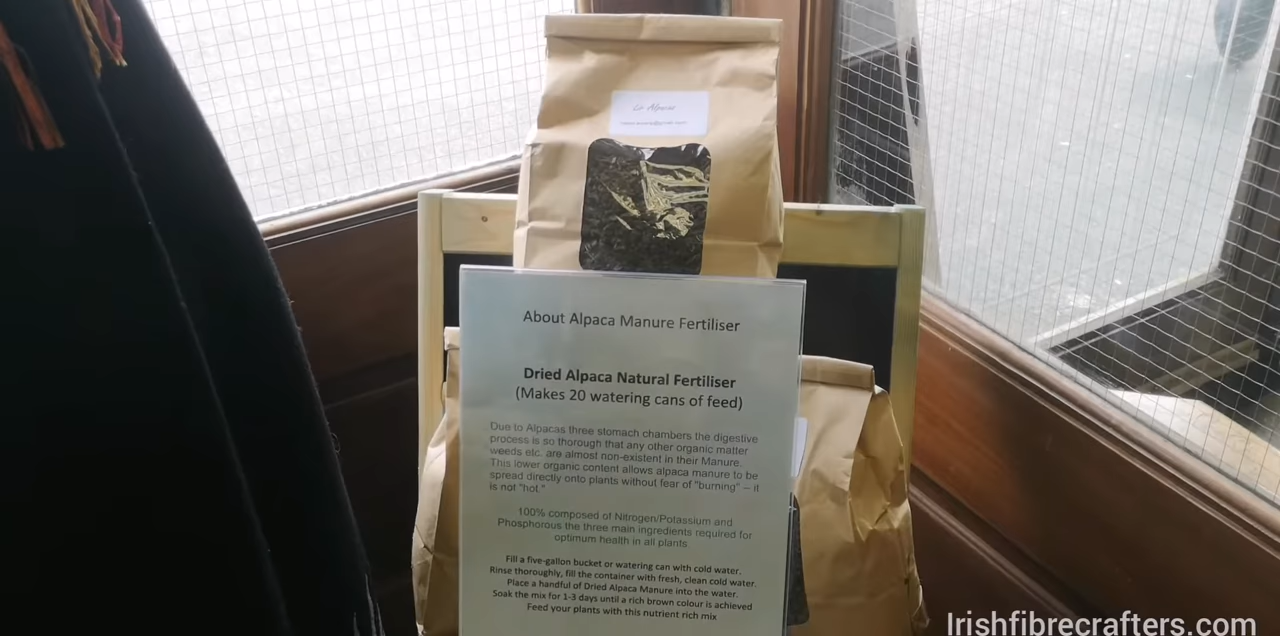 About Alpaca Manure Fertiliser
Dried Alpaca Natural Fertiliser
(Makes 20 watering cans of feed)
Due to Alpacas three stomach chambers the digestive
process is so thorough that any other organic matter
weeds etc. are almost non-existent in their Manure.
This lower organic content allows alpaca manure to be
spread directly onto plants without fear of "burning" – it
is not "hot."
100% composed of Nitrogen/Potassium and
Phosphorous the three main ingredients required for
optimum health in all plants
Fill a five-gallon bucket or watering can with cold water.
Rinse thoroughly, fill the container with fresh, clean cold water.
Place a handful of Dried Alpaca Manure into the water.
Soak the mix for 1-3 days until a rich brown colour is achieved
Feed your plants with this nutrient rich mix
Irishfibrecrafters.com